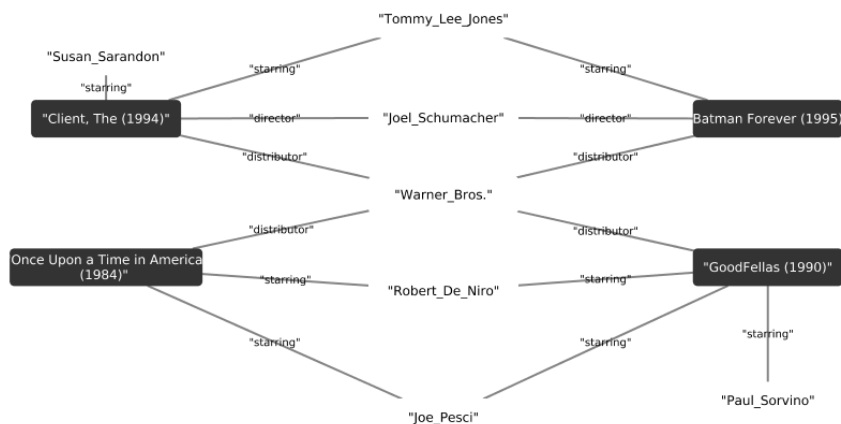 "Tommy_Lee_Jones"
"Susan_Sarandon"
"starring"
"starring"
"starring"
"Client, The (1994)"
"director"
"Joel_Schumacher"
"director"
Batman Forever (1995)
"distributor"
"distributor"
"Warner_Bros."
"distributor"
"distributor"
Once Upon a Time in America
(1984)"
"starring"
"starring"
"GoodFellas (1990)"
"Robert_De_Niro"
"starring"
"starring"
"starring"
"Paul_Sorvino"
"Joe_Pesci"